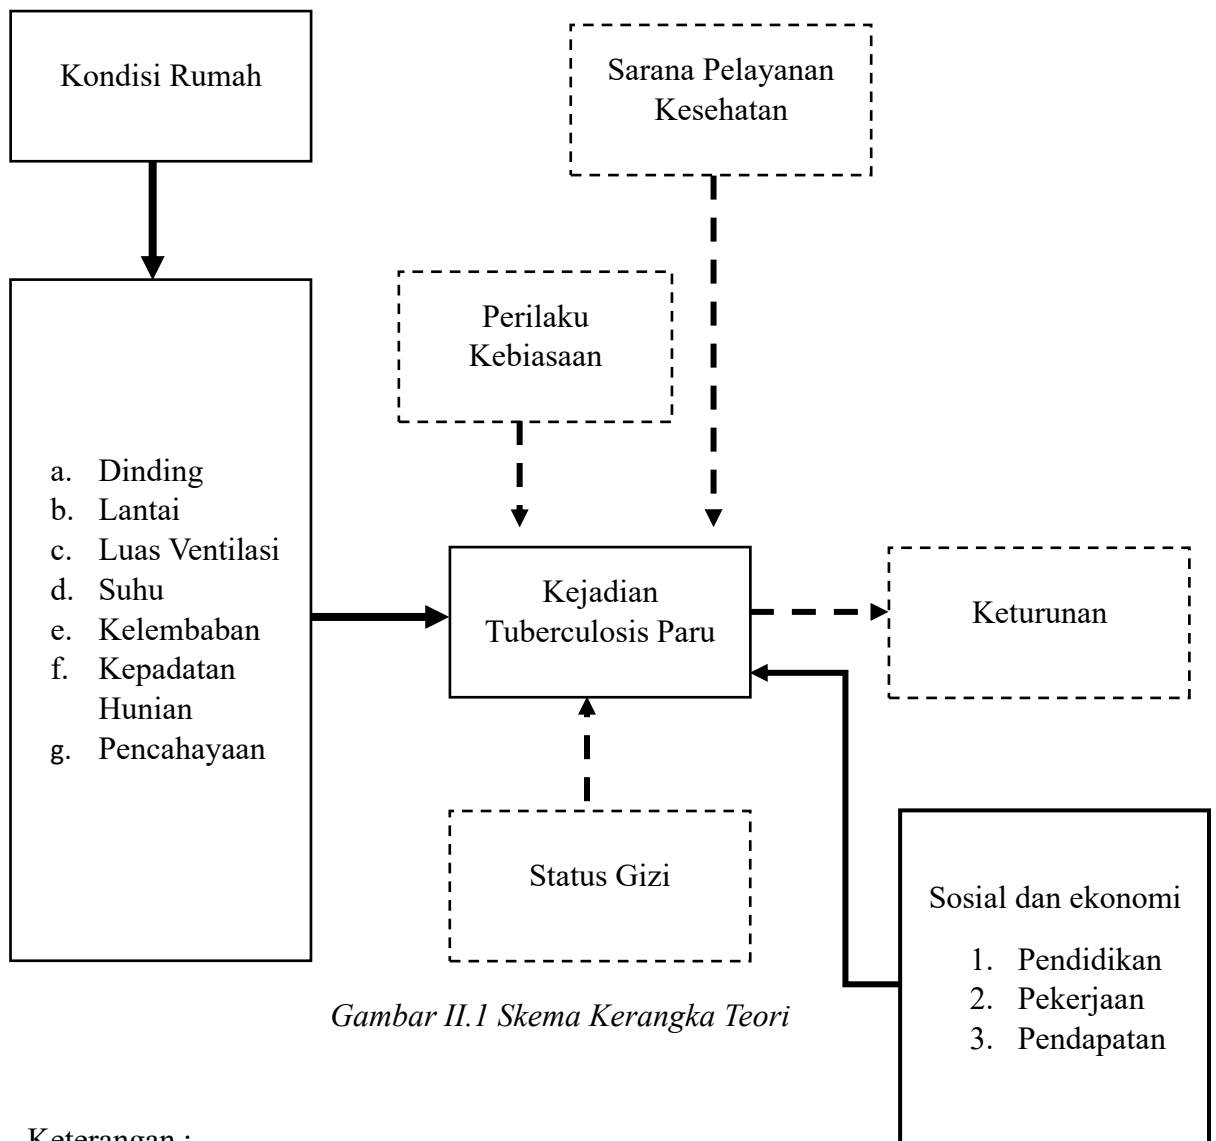 Kondisi Rumah
Sarana Pelayanan
Kesehatan
Perilaku
Kebiasaan
a. Dinding
b. Lantai
c. Luas Ventilasi
d. Suhu
e. Kelembaban
f. Kepadatan
Hunian
g. Pencahayaan
Kejadian
Tuberculosis Paru
Keturunan
Status Gizi
Sosial dan ekonomi
1. Pendidikan
2. Pekerjaan
3. Pendapatan
Gambar II.1 Skema Kerangka Teori
Keterangan :